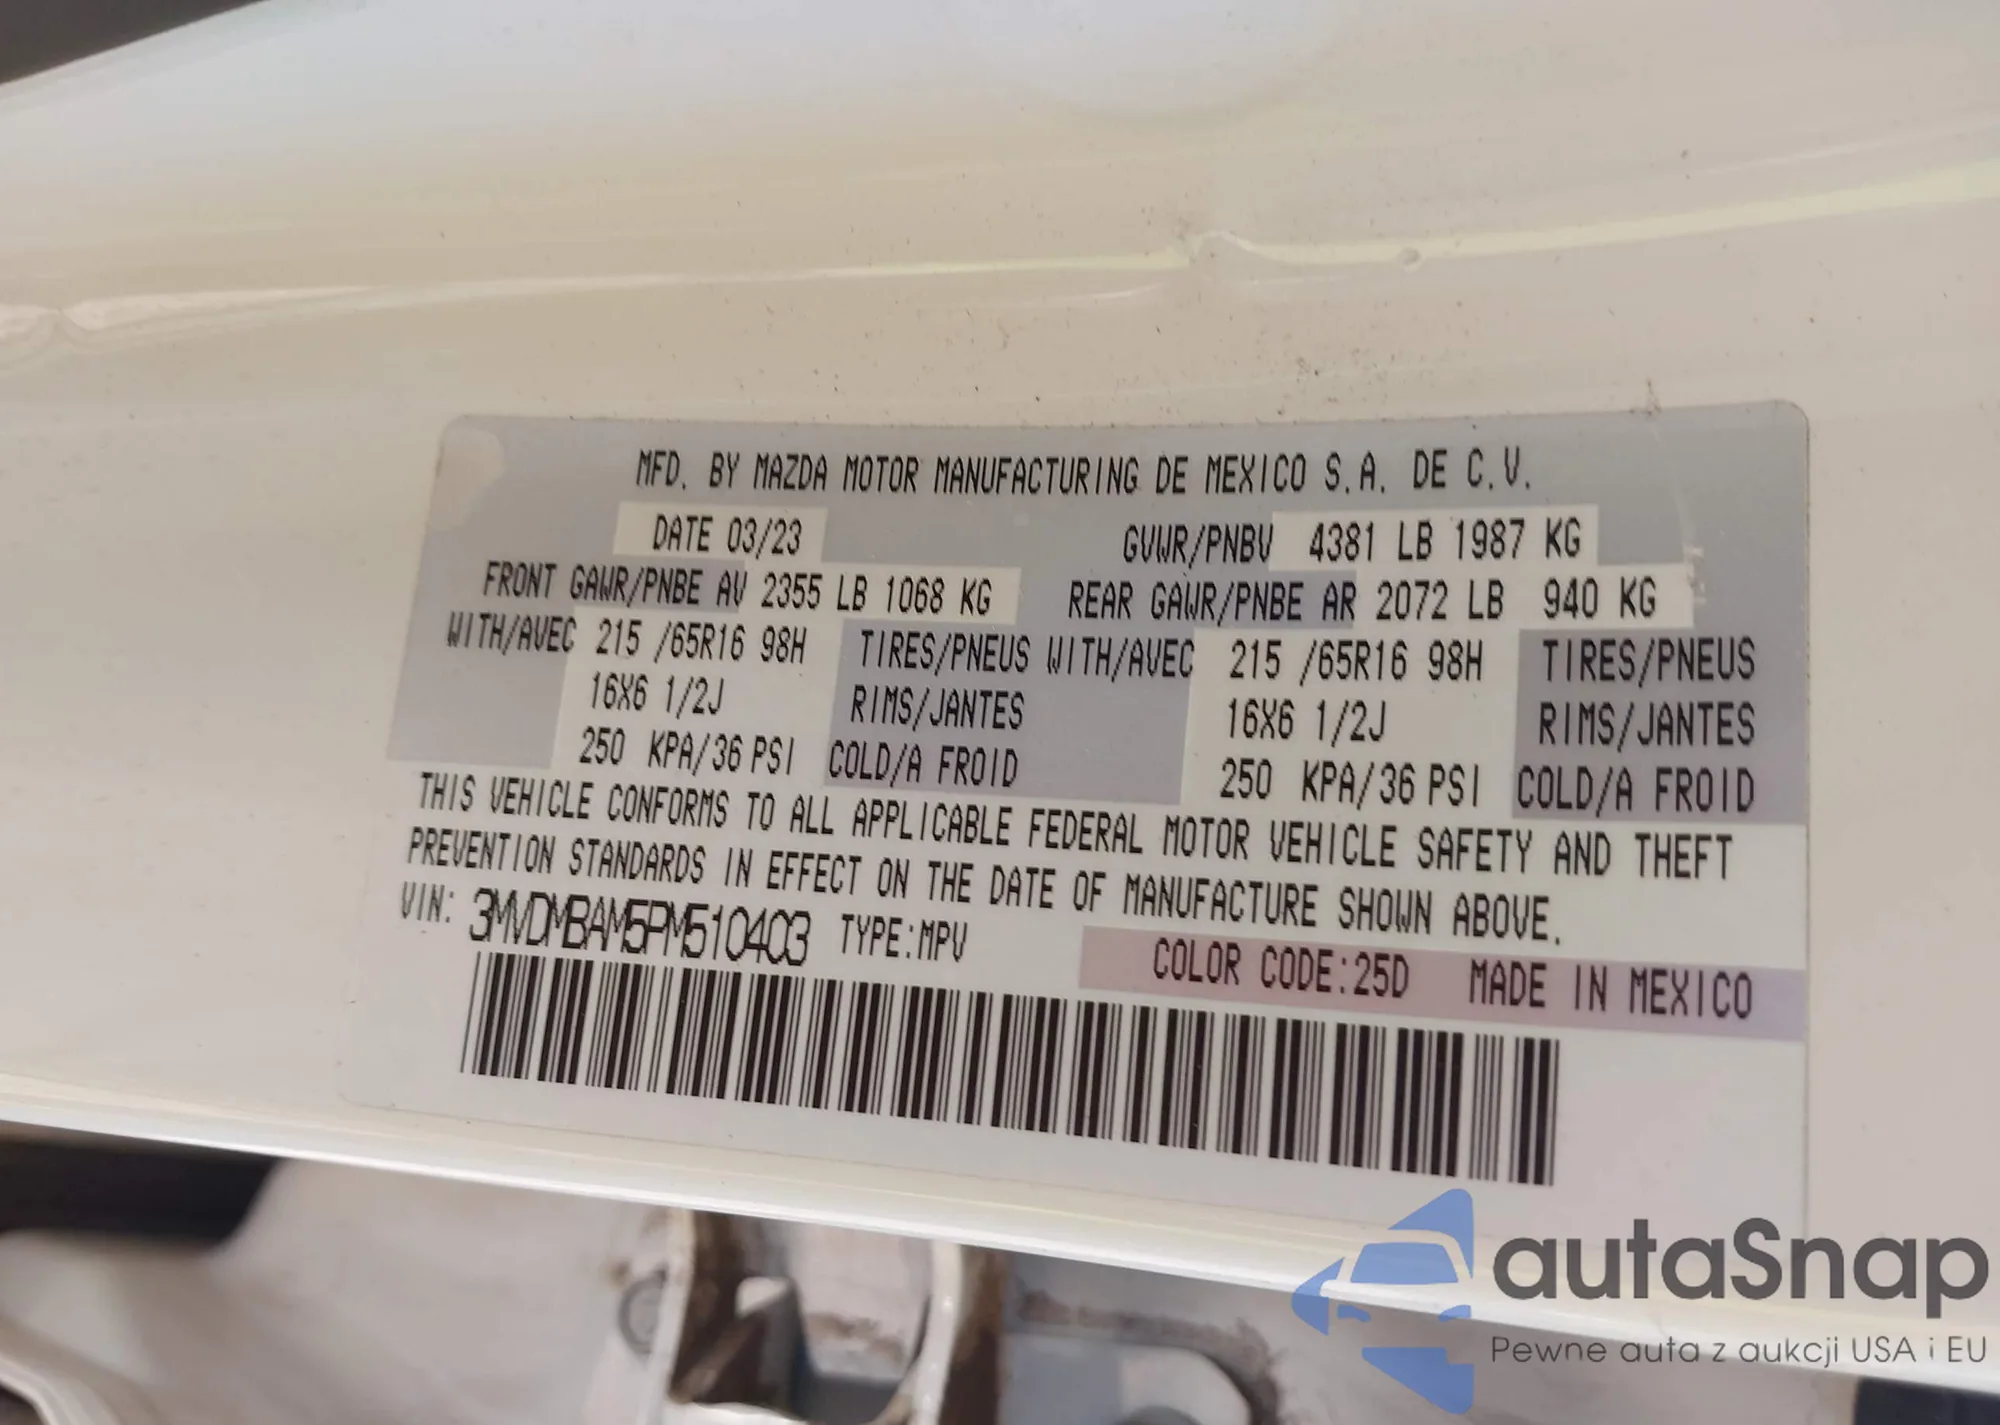 MFD. BY MAZDA MOTOR MANUFACTURING DE MEXICO S.A. DE C.V.
DATE 03/23 GVWR/PNBV 4381 LB 1987 KG
FRONT GAWR/PNBE AV 2355 LB 1068 KG REAR GAWR/PNBE AR 2072 LB 940 KG
WITH/AVEC 215 /65R16 98H TIRES/PNEUS WITH/AVEC 215 /65R16 98H TIRES/PNEUS
16X6 1/2J RIMS/JANTES 16X6 1/2J RIMS/JANTES
250 KPA/36 PSI COLD/A FROID 250 KPA/36 PSI COLD/A FROID
THIS VEHICLE CONFORMS TO ALL APPLICABLE FEDERAL MOTOR VEHICLE SAFETY AND THEFT
PREVENTION STANDARDS IN EFFECT ON THE DATE OF MANUFACTURE SHOWN ABOVE.
VIN: 3MVDMBAM5PM510403 TYPE:MPV
COLOR CODE:25D MADE IN MEXICO
autaSnap
Pewne auta z aukcji USA i EU